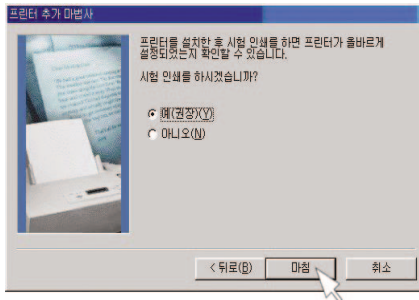 프린터 추가 마법사
프린터를 설치한 후 시험 인쇄를 하면 프린터가 올바르게
설정되었는지 확인할 수 있습니다.
시험 인쇄를 하시겠습니까?
예(권장)(Y)
아니오(N)
< 뒤로(B)
마침
취소